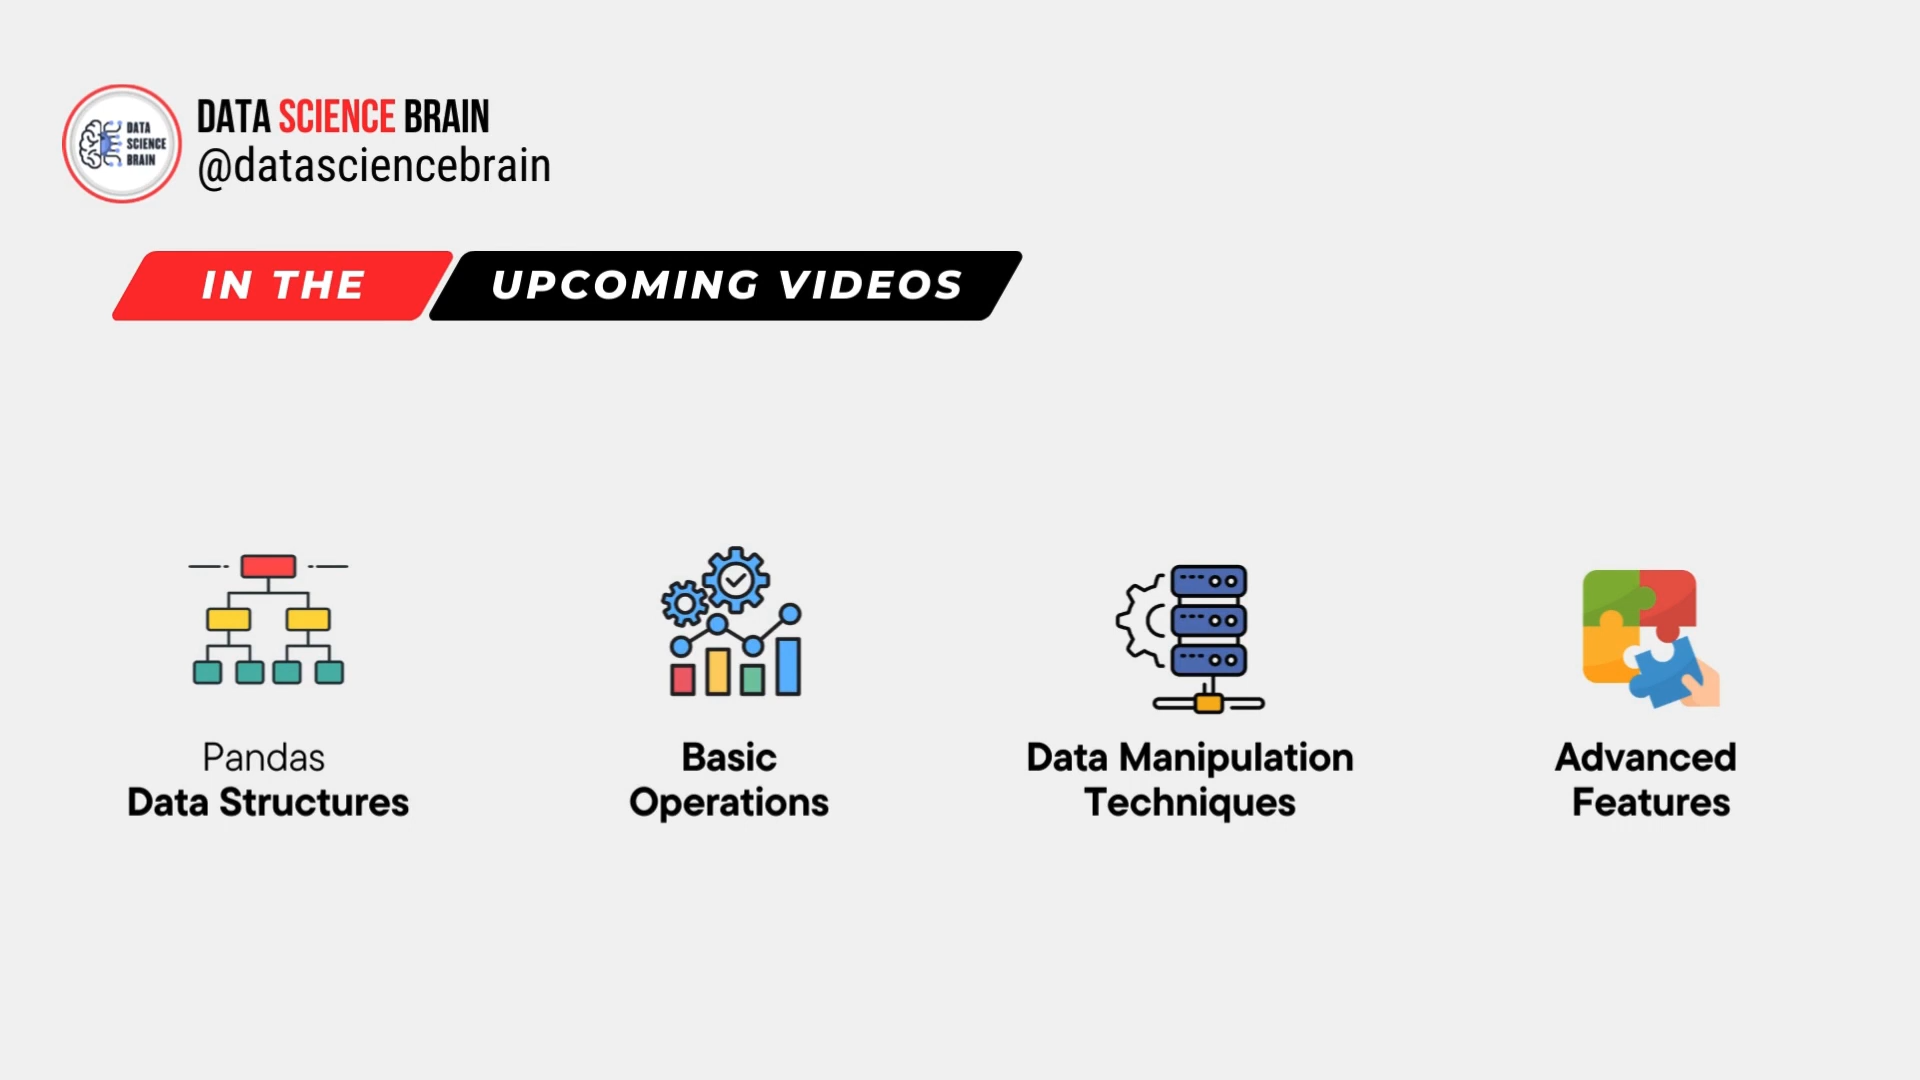 DATA
SCIENCE
BRAIN
DATA SCIENCE BRAIN
@datasciencebrain
IN THE UPCOMING VIDEOS
Pandas
Data Structures
Basic
Operations
Data Manipulation
Techniques
Advanced
Features